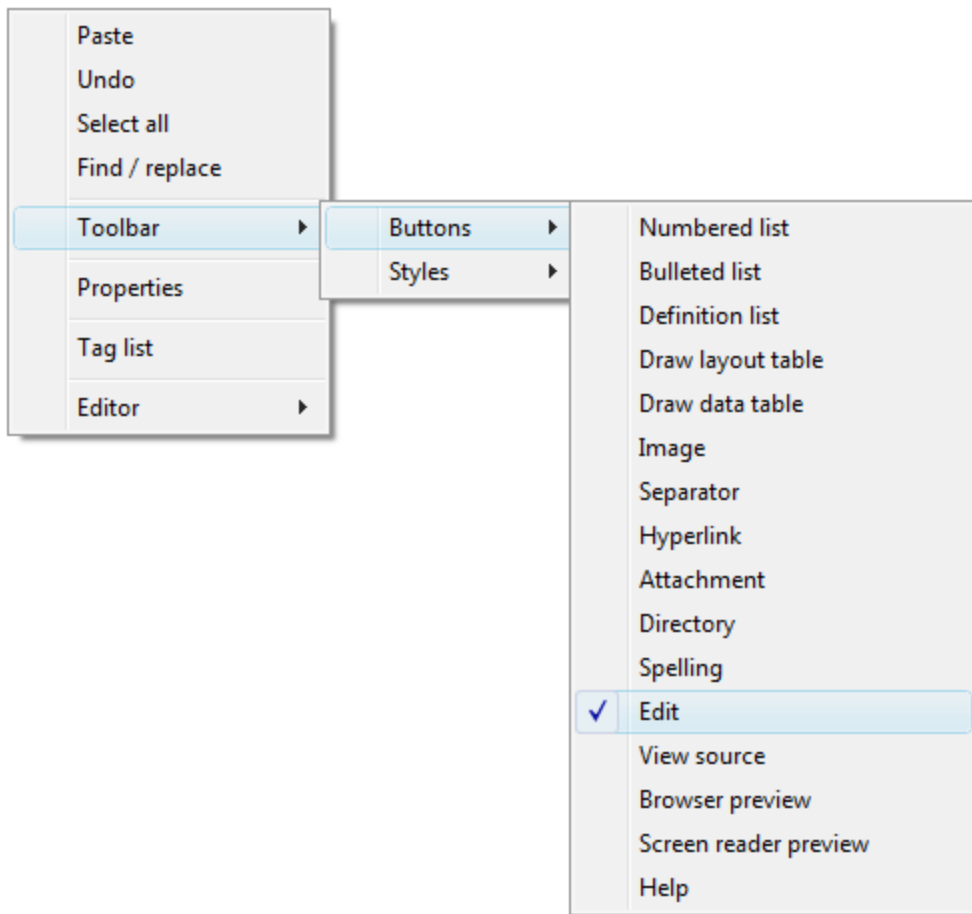 Paste
Undo
Select all
Find / replace
Toolbar
Properties
Tag list
Editor
Buttons
Styles
Numbered list
Bulleted list
Definition list
Draw layout table
Draw data table
Image
Separator
Hyperlink
Attachment
Directory
Spelling
Edit
View source
Browser preview
Screen reader preview
Help